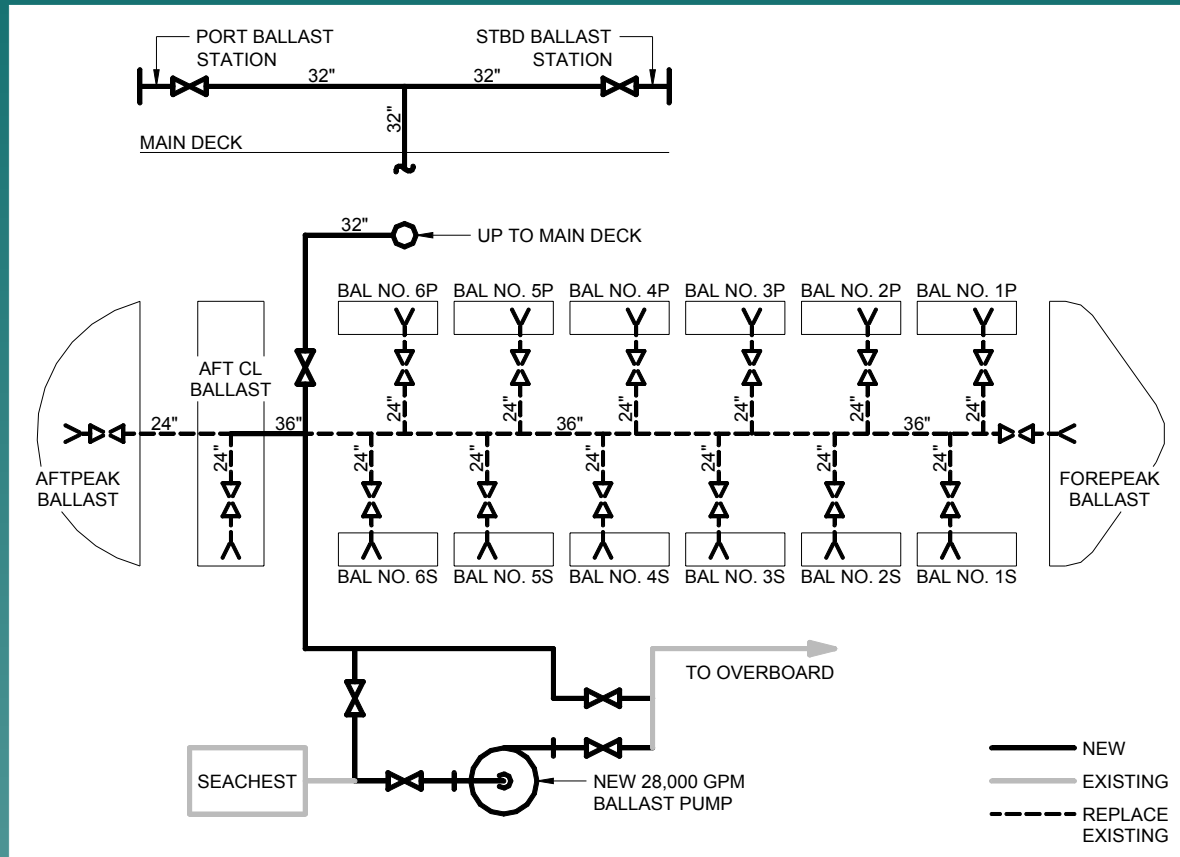 PORT BALLAST
STATION
STBD BALLAST
STATION
32"
32"
32"
MAIN DECK
32"
UP TO MAIN DECK
BAL NO. 6P
BAL NO. 5P
BAL NO. 4P
BAL NO. 3P
BAL NO. 2P
BAL NO. 1P
AFT CL
BALLAST
24"
24"
24"
24"
24"
24"
24"
36"
36"
36"
24"
24"
24"
24"
24"
24"
24"
AFTPEAK
BALLAST
FOREPEAK
BALLAST
BAL NO. 6S
BAL NO. 5S
BAL NO. 4S
BAL NO. 3S
BAL NO. 2S
BAL NO. 1S
TO OVERBOARD
SEACHEST
NEW 28,000 GPM
BALLAST PUMP
NEW
EXISTING
REPLACE
EXISTING